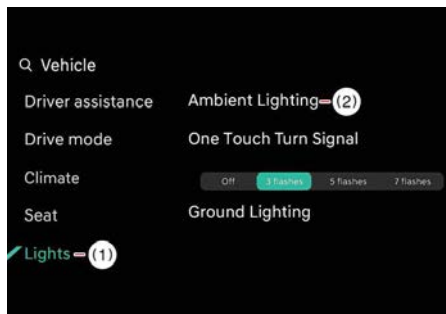 Vehicle
Driver assistance
Drive mode
Climate
Seat
Lights (1)
Ambient Lighting (2)
One Touch Turn Signal
Off 3 flashes 5 flashes 7 flashes
Ground Lighting